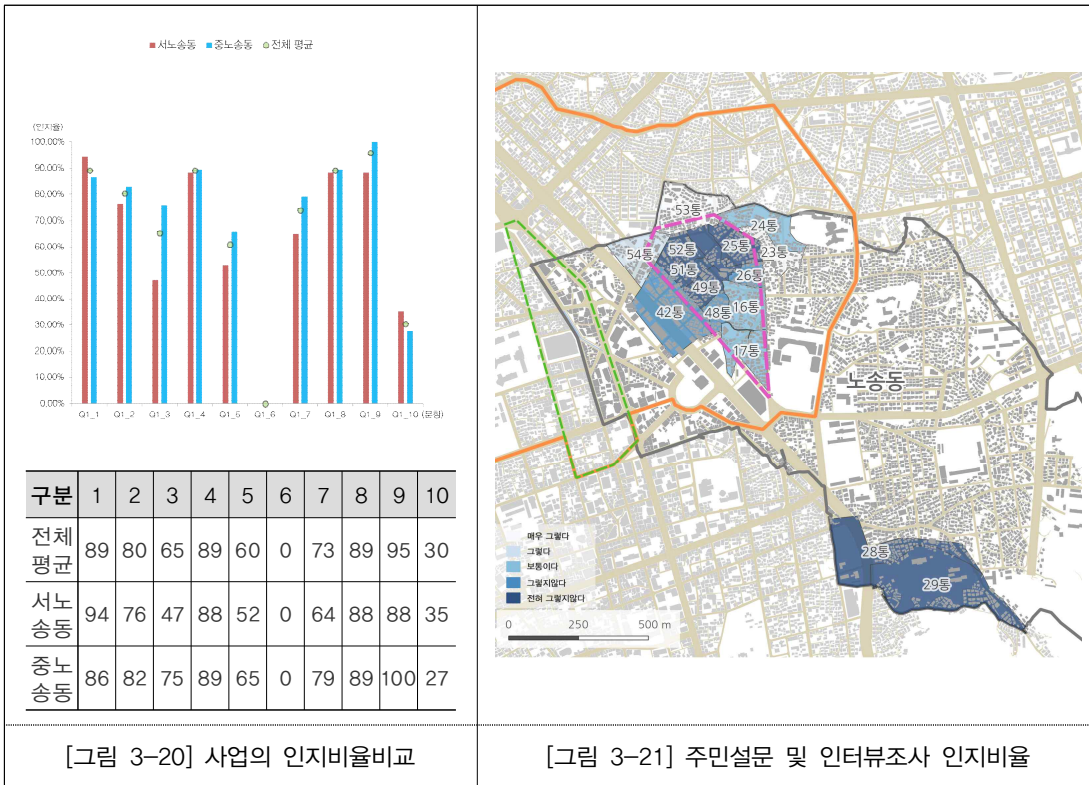 서노송동 중노송동 전체 평균
(인지율)
100.00%
90.00%
80.00%
70.00%
60.00%
50.00%
40.00%
30.00%
20.00%
10.00%
0.00%
Q1_1 Q1_2 Q1_3 Q1_4 Q1_5 Q1_6 Q1_7 Q1_8 Q1_9 Q1_10 (문항)
구분 1 2 3 4 5 6 7 8 9 10
전체 평균 89 80 65 89 60 0 73 89 95 30
서노송동 94 76 47 88 52 0 64 88 88 35
중노송동 86 82 75 89 65 0 79 89 100 27
[그림 3-20] 사업의 인지비율비교
53통
24통
54통 52통 25통 23통
51통 26통
49통
42통 48통 16통
17통
노송동
28통
29통
매우 그렇다
그렇다
보통이다
그렇지않다
전혀 그렇지않다
0 250 500 m
[그림 3-21] 주민설문 및 인터뷰조사 인지비율